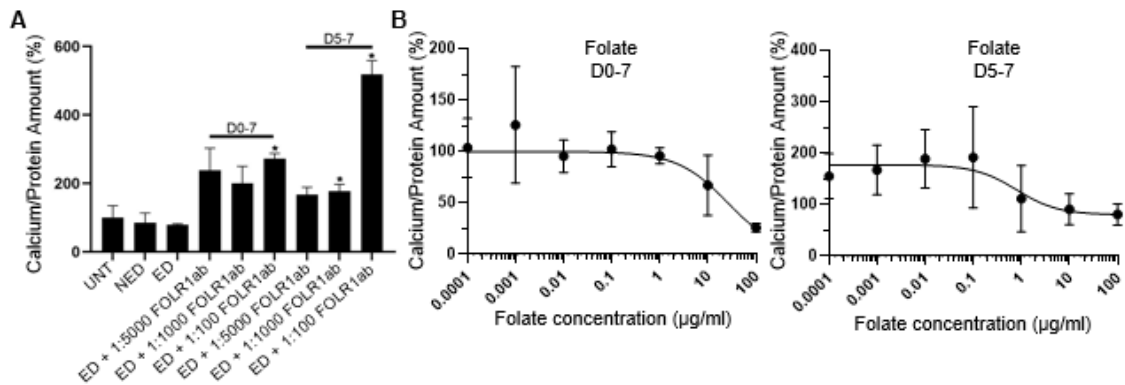 A
Calcium/Protein Amount (%)
600
400
200
0
D0-7
D5-7
*
*
*
UNT
NED
ED
ED + 1:5000 FOLR1ab
ED + 1:1000 FOLR1ab
ED + 1:100 FOLR1ab
ED + 1:5000 FOLR1ab
ED + 1:1000 FOLR1ab
ED + 1:100 FOLR1ab
B
Calcium/Protein Amount (%)
200
150
100
50
0
Folate
D0-7
0.0001
0.001
0.01
0.1
1
10
100
Folate concentration (μg/ml)
Calcium/Protein Amount (%)
400
300
200
100
0
Folate
D5-7
0.0001
0.001
0.01
0.1
1
10
100
Folate concentration (μg/ml)